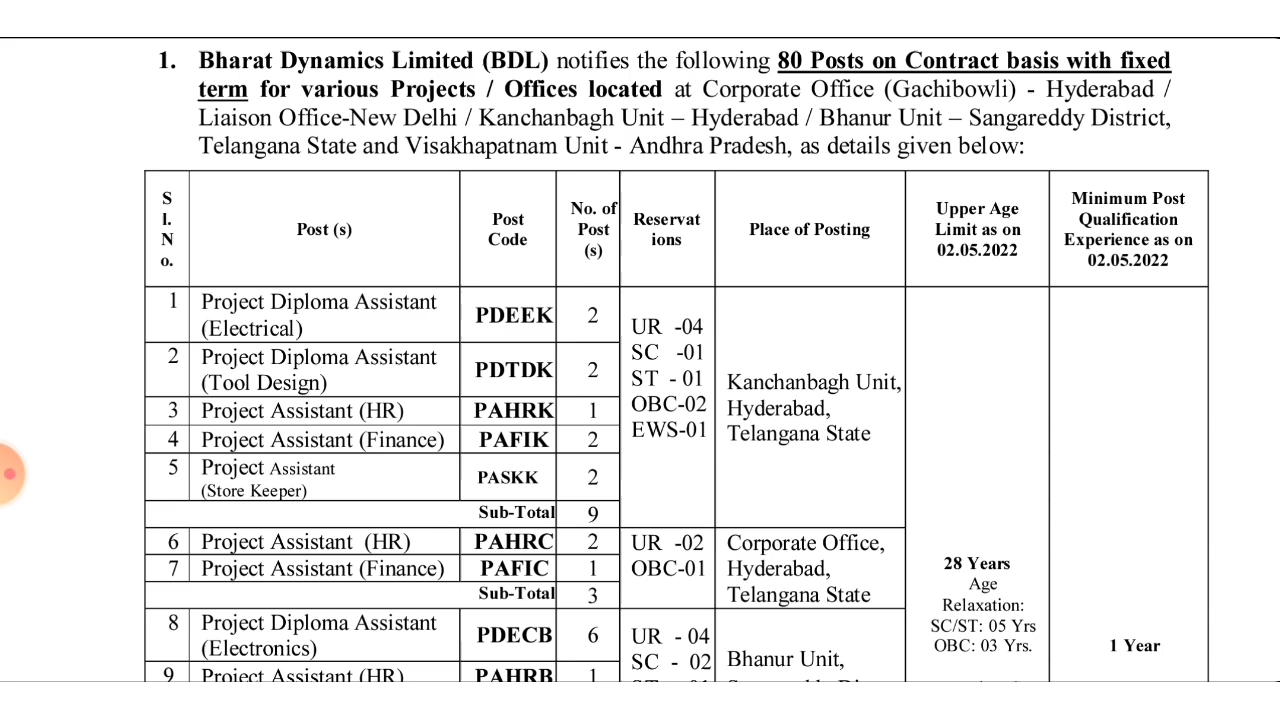 1. Bharat Dynamics Limited (BDL) notifies the following 80 Posts on Contract basis with fixed
term for various Projects / Offices located at Corporate Office (Gachibowli) - Hyderabad /
Liaison Office-New Delhi / Kanchanbagh Unit – Hyderabad / Bhanur Unit – Sangareddy District,
Telangana State and Visakhapatnam Unit - Andhra Pradesh, as details given below:
S
l.
N
o.
Post (s)
Post
Code
No. of
Post
(s)
Reservat
ions
Place of Posting
Upper Age
Limit as on
02.05.2022
Minimum Post
Qualification
Experience as on
02.05.2022
1 Project Diploma Assistant
(Electrical)
PDEEK 2
2 Project Diploma Assistant
(Tool Design)
PDTDK 2
3 Project Assistant (HR) PAHRK 1
4 Project Assistant (Finance) PAFIK 2
5 Project Assistant
(Store Keeper)
PASKK 2
Sub-Total 9
UR -04
SC -01
ST - 01
OBC-02
EWS-01
Kanchanbagh Unit,
Hyderabad,
Telangana State
6 Project Assistant (HR) PAHRC 2
7 Project Assistant (Finance) PAFIC 1
Sub-Total 3
UR -02
OBC-01
Corporate Office,
Hyderabad,
Telangana State
8 Project Diploma Assistant
(Electronics)
PDECB 6
9 Project Assistant (HR) PAHRB 1
UR - 04
SC - 02
Bhanur Unit,
28 Years
Age
Relaxation:
SC/ST: 05 Yrs
OBC: 03 Yrs.
1 Year